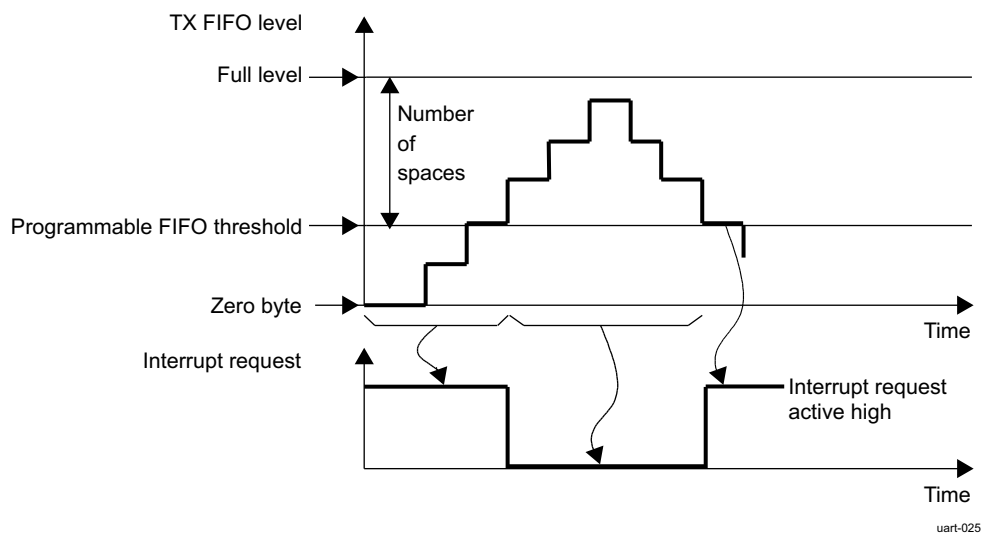 TX FIFO level
Full level
Number
of
spaces
Programmable FIFO threshold
Zero byte
Time
Interrupt request
Interrupt request
active high
Time
uart-025